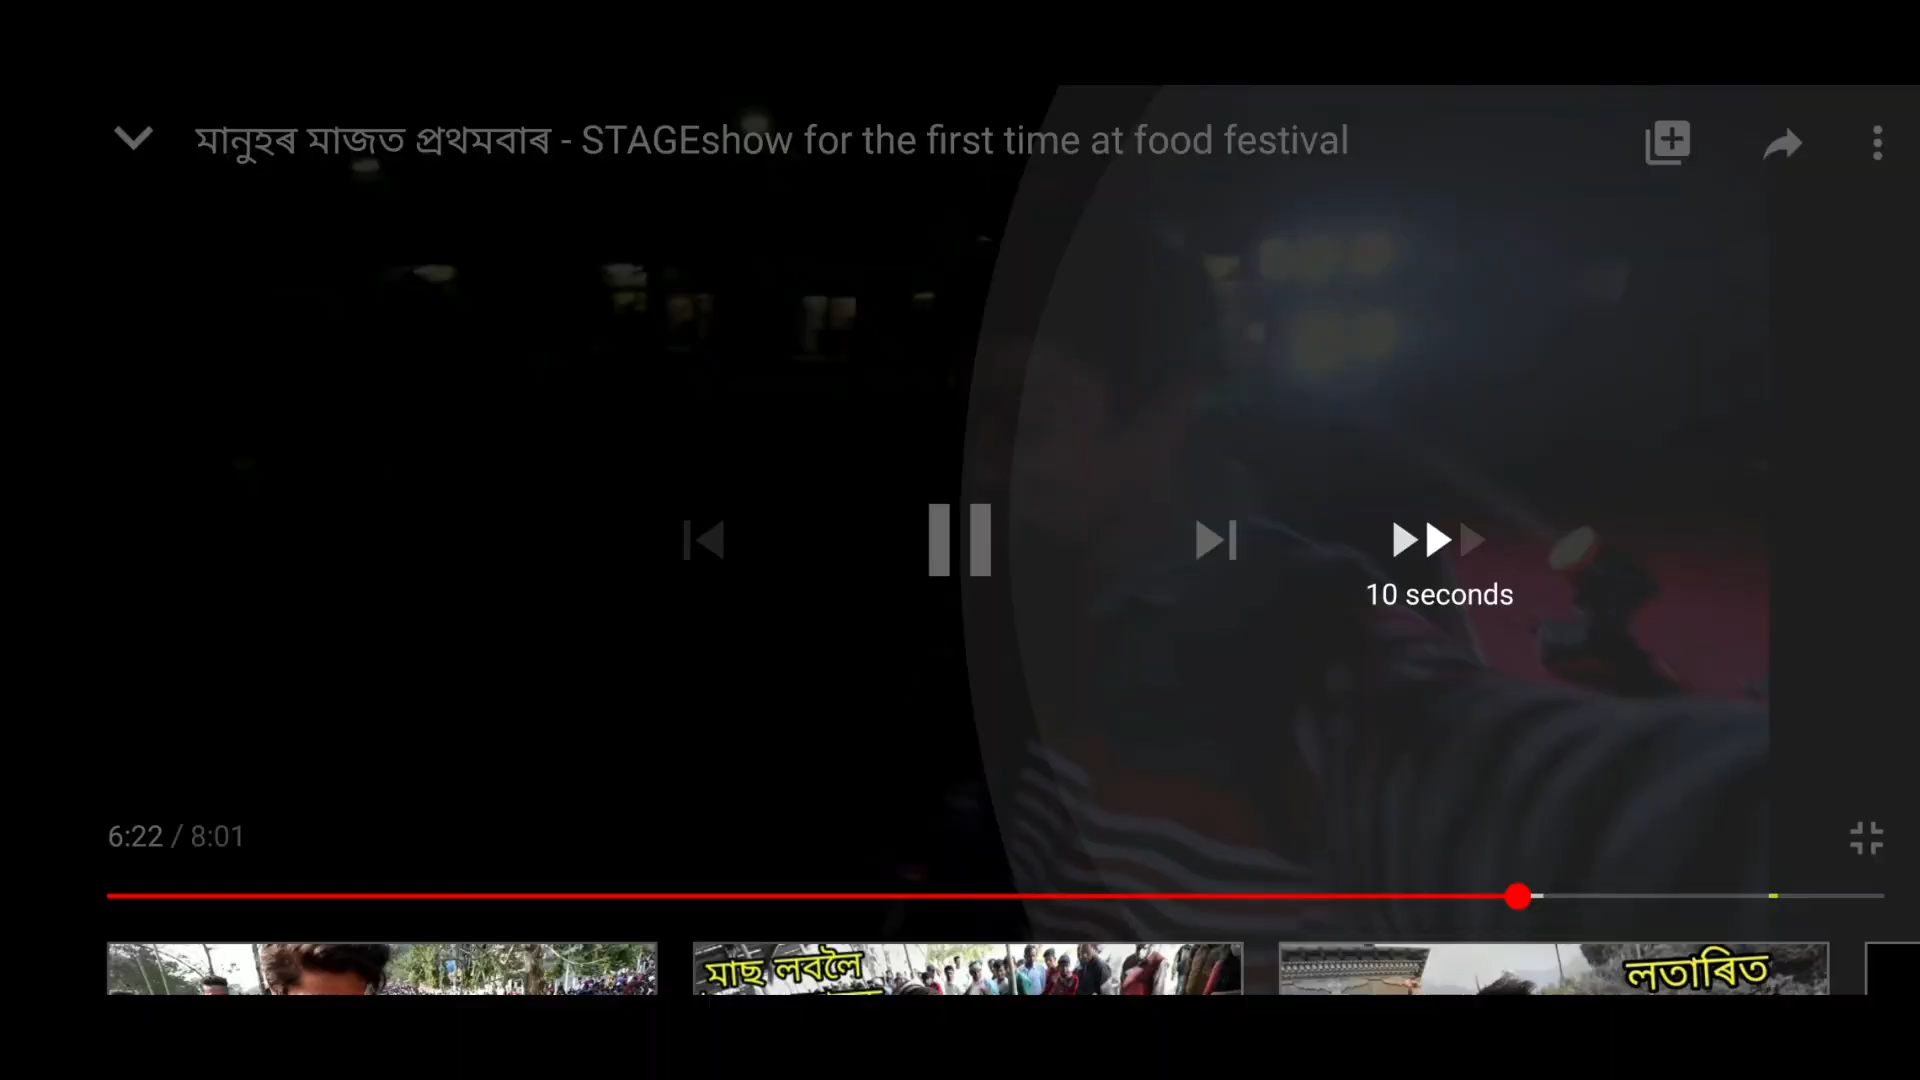 মানুহৰ মাজত প্ৰথমবাৰ - STAGEshow for the first time at food festival
10 seconds
6:22 / 8:01
মাছ লবলৈ
লতাৰিত